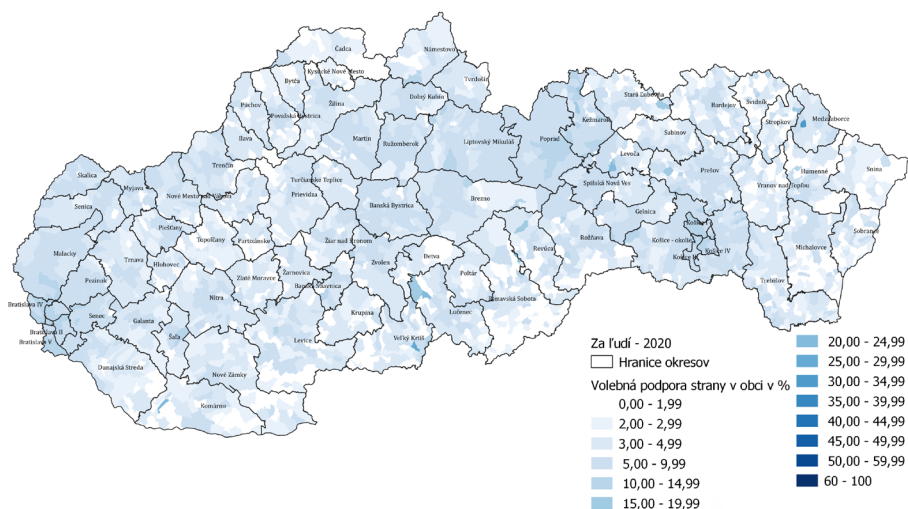 Čadca
Námestovo
Kysucké Nové Mesto
Bytča
Tvrdošín
Dolný Kubín
Stará Ľubovňa
Púchov
Žilina
Bardejov
Svidník
Považská Bystrica
Kežmarok
Stropkov
Medzilaborce
Ilava
Martin
Ružomberok
Liptovský Mikuláš
Poprad
Sabinov
Levoča
Trenčín
Prešov
Humenné
Snina
Skalica
Turčianske Teplice
Myjava
Prievidza
Spišská Nová Ves
Vranov nad Topľou
Nové Mesto nad Váhom
Banská Bystrica
Brezno
Senica
Gelnica
Piešťany
Topoľčany
Partizánske
Žiar nad Hronom
Revúca
Rožňava
Košice - okolie
Košice IV
Sobrance
Michalovce
Malacky
Trnava
Hlohovec
Zvolen
Detva
Pezinok
Zlaté Moravce
Žarnovica
Poltár
Banská Štiavnica
Trebišov
Bratislava IV
Nitra
Rimavská Sobota
Senec
Galanta
Krupina
Lučenec
Bratislava II
Šaľa
Levice
Veľký Krtíš
Bratislava V
Dunajská Streda
Nové Zámky
Komárno
Za ľudí - 2020
Hranice okresov
Volebná podpora strany v obci v %
0,00 - 1,99
2,00 - 2,99
3,00 - 4,99
5,00 - 9,99
10,00 - 14,99
15,00 - 19,99
20,00 - 24,99
25,00 - 29,99
30,00 - 34,99
35,00 - 39,99
40,00 - 44,99
45,00 - 49,99
50,00 - 59,99
60 - 100